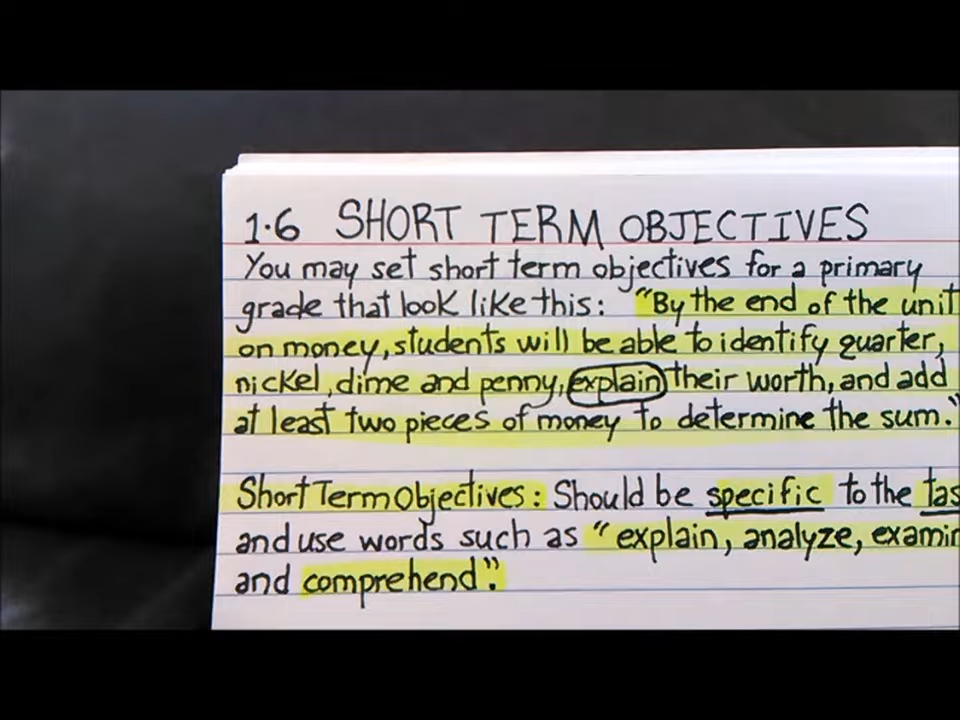 1.6 SHORT TERM OBJECTIVES
You may set short term objectives for a primary
grade that look like this: "By the end of the unit
on money, students will be able to identify quarter,
nickel, dime and penny, explain their worth, and add
at least two pieces of money to determine the sum."
Short Term Objectives: Should be specific to the
and use words such as "explain, analyze,
and comprehend".